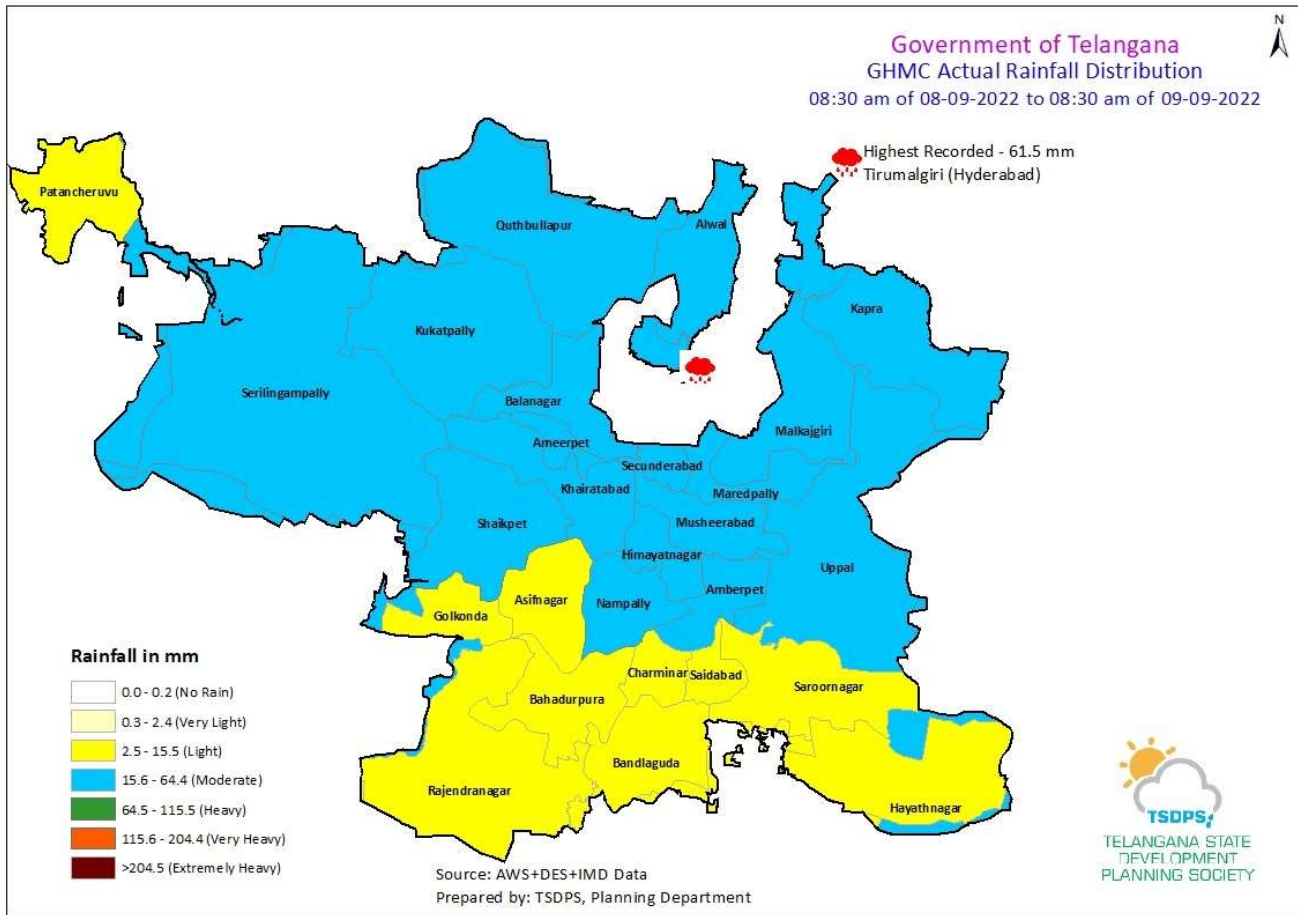 N
Government of Telangana
GHMC Actual Rainfall Distribution
08:30 am of 08-09-2022 to 08:30 am of 09-09-2022
Highest Recorded - 61.5 mm
Tirumalgiri (Hyderabad)
Patancheruvu
Quthbullapur
Alwal
Kapra
Kukatpally
Serilingampally
Balanagar
Malkajgiri
Ameerpet
Secunderabad
Khairatabad
Maredpally
Shaikpet
Musheerabad
Himayatnagar
Uppal
Amberpet
Asifnagar
Nampally
Golkonda
Charminar
Saidabad
Saroornagar
Bahadurpura
Bandlaguda
Rajendranagar
Hayathnagar
Rainfall in mm
0.0 - 0.2 (No Rain)
0.3 - 2.4 (Very Light)
2.5 - 15.5 (Light)
15.6 - 64.4 (Moderate)
64.5 - 115.5 (Heavy)
115.6 - 204.4 (Very Heavy)
>204.5 (Extremely Heavy)
Source: AWS+DES+IMD Data
Prepared by: TSDPS, Planning Department
TSDPS
TELANGANA STATE
DEVELOPMENT
PLANNING SOCIETY